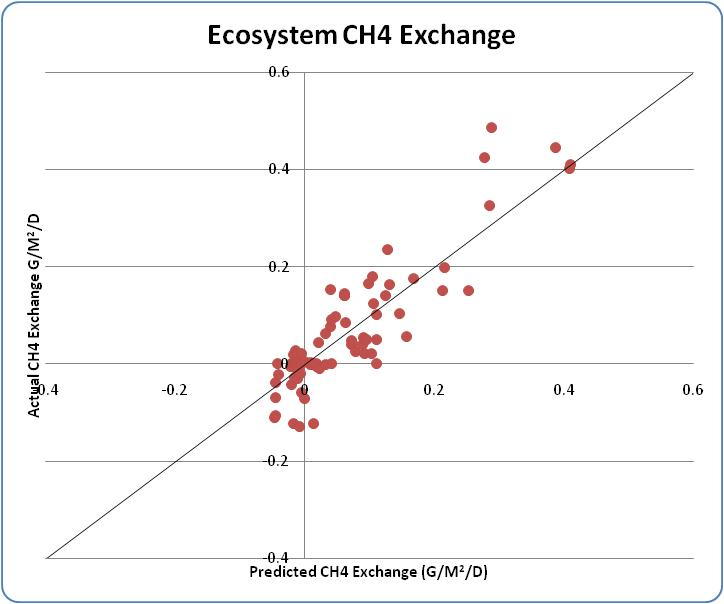 Ecosystem CH4 Exchange
Actual CH4 Exchange G/M²/D
0.6
0.4
0.2
0
-0.2
-0.4
-0.4 -0.2 0 0.2 0.4 0.6
Predicted CH4 Exchange (G/M²/D)